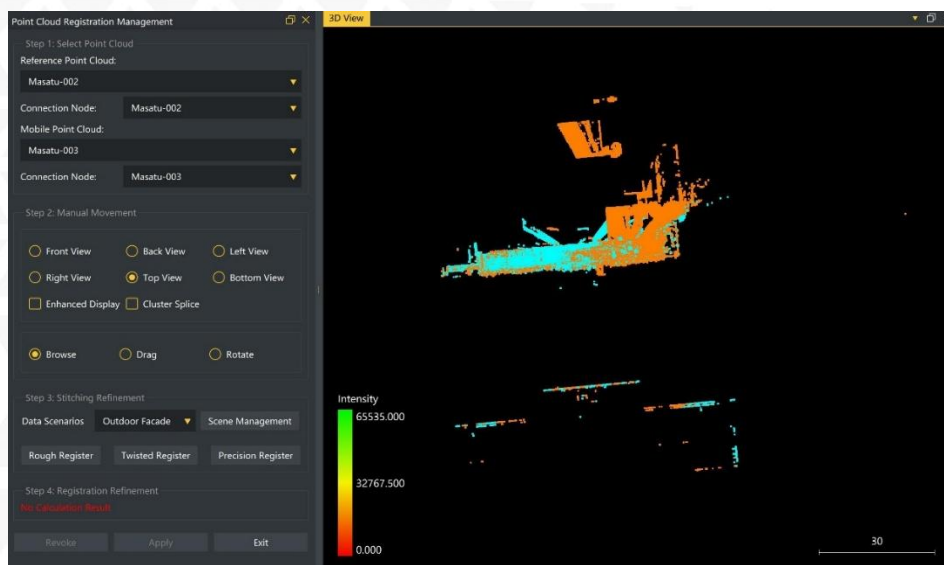 Point Cloud Registration Management
Step 1: Select Point Cloud
Reference Point Cloud:
Masatu-002
Connection Node: Masatu-002
Mobile Point Cloud:
Masatu-003
Connection Node: Masatu-003
Step 2: Manual Movement
Front View Back View Left View
Right View Top View Bottom View
Enhanced Display Cluster Splice
Browse Drag Rotate
Step 3: Stitching Refinement
Data Scenarios Outdoor Facade Scene Management
Rough Register Twisted Register Precision Register
Step 4: Registration Refinement
No Calculation Result
Revoke Apply Exit
3D View
Intensity
65535.000
32767.500
0.000
30